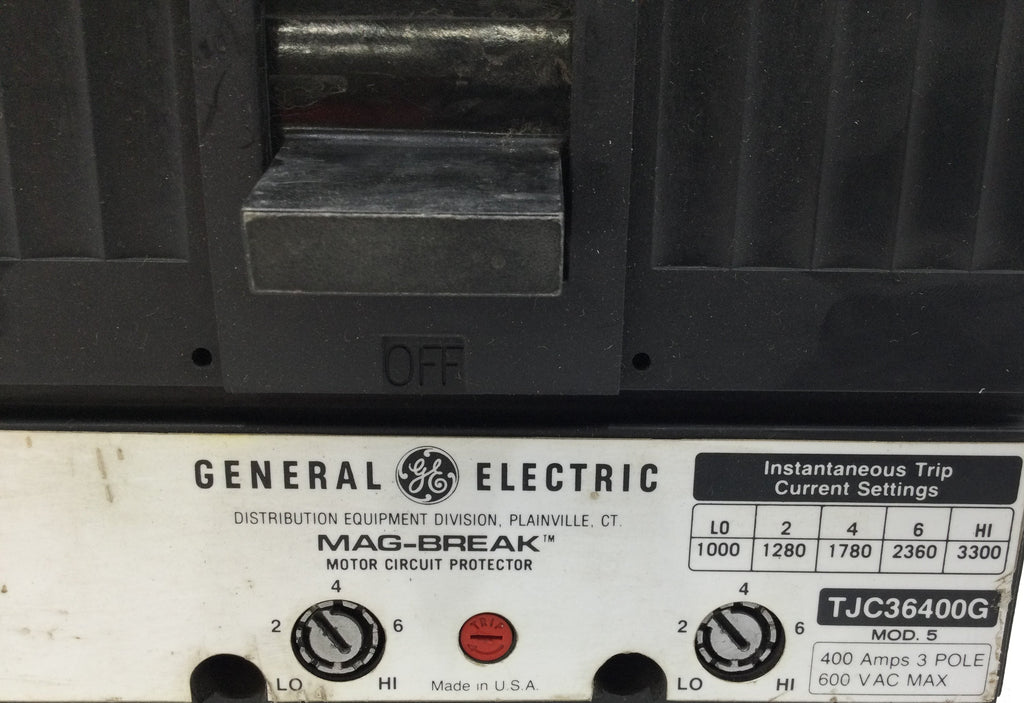 OFF
GENERAL GE ELECTRIC
DISTRIBUTION EQUIPMENT DIVISION, PLAINVILLE, CT.
MAG-BREAK™
MOTOR CIRCUIT PROTECTOR
Instantaneous Trip
Current Settings
LO 2 4 6 HI
1000 1280 1780 2360 3300
4
2 6
LO HI
TRIP
Made in U.S.A.
4
2 6
LO HI
TJC36400G
MOD. 5
400 Amps 3 POLE
600 VAC MAX